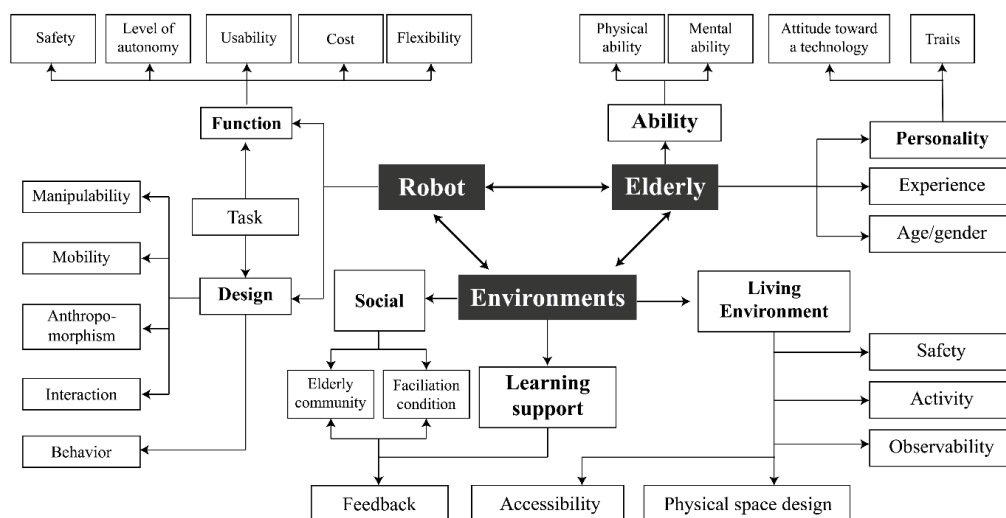 Safety
Level of
autonomy
Usability
Cost
Flexibility
Physical
ability
Mental
ability
Attitude toward
a technology
Traits
Function
Ability
Personality
Manipulability
Task
Robot
Elderly
Experience
Age/gender
Mobility
Design
Social
Environments
Living
Environment
Anthropo-
morphism
Safety
Interaction
Elderly
community
Faciliation
condition
Learning
support
Activity
Behavior
Observability
Feedback
Accessibility
Physical space design